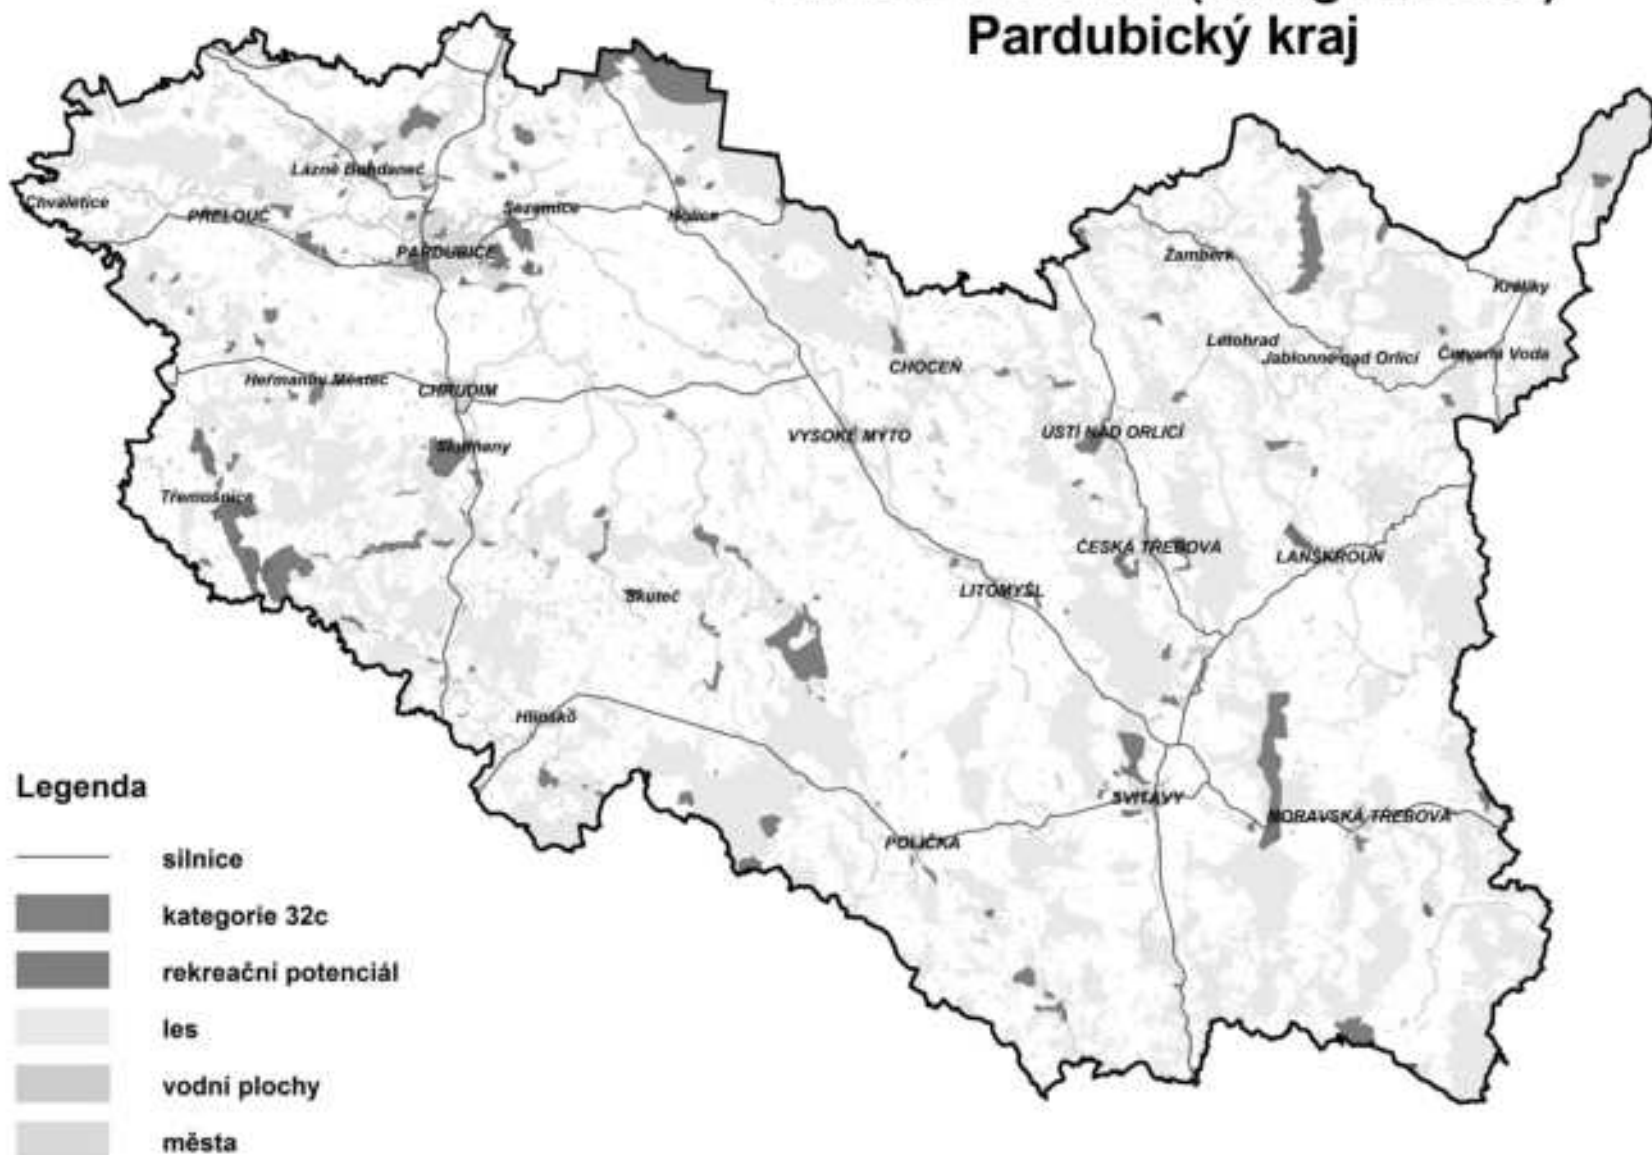 Pardubický kraj
Lázně Bohdaneč
Chvaletice
PŘELOUČ
Sezemice
Holice
PARDUBICE
Žamberk
Králíky
Letohrad
Jablonné nad Orlicí
Červená Voda
CHOCEŇ
Heřmanův Městec
CHRUDIM
VYSOKÉ MÝTO
ÚSTÍ NAD ORLICÍ
Slatiňany
Třemošnice
ČESKÁ TŘEBOVÁ
LANŠKROUN
Skuteč
LITOMYŠL
Hlinsko
SVITAVY
MORAVSKÁ TŘEBOVÁ
POLIČKA
Legenda
silnice
kategorie 32c
rekreační potenciál
les
vodní plochy
města